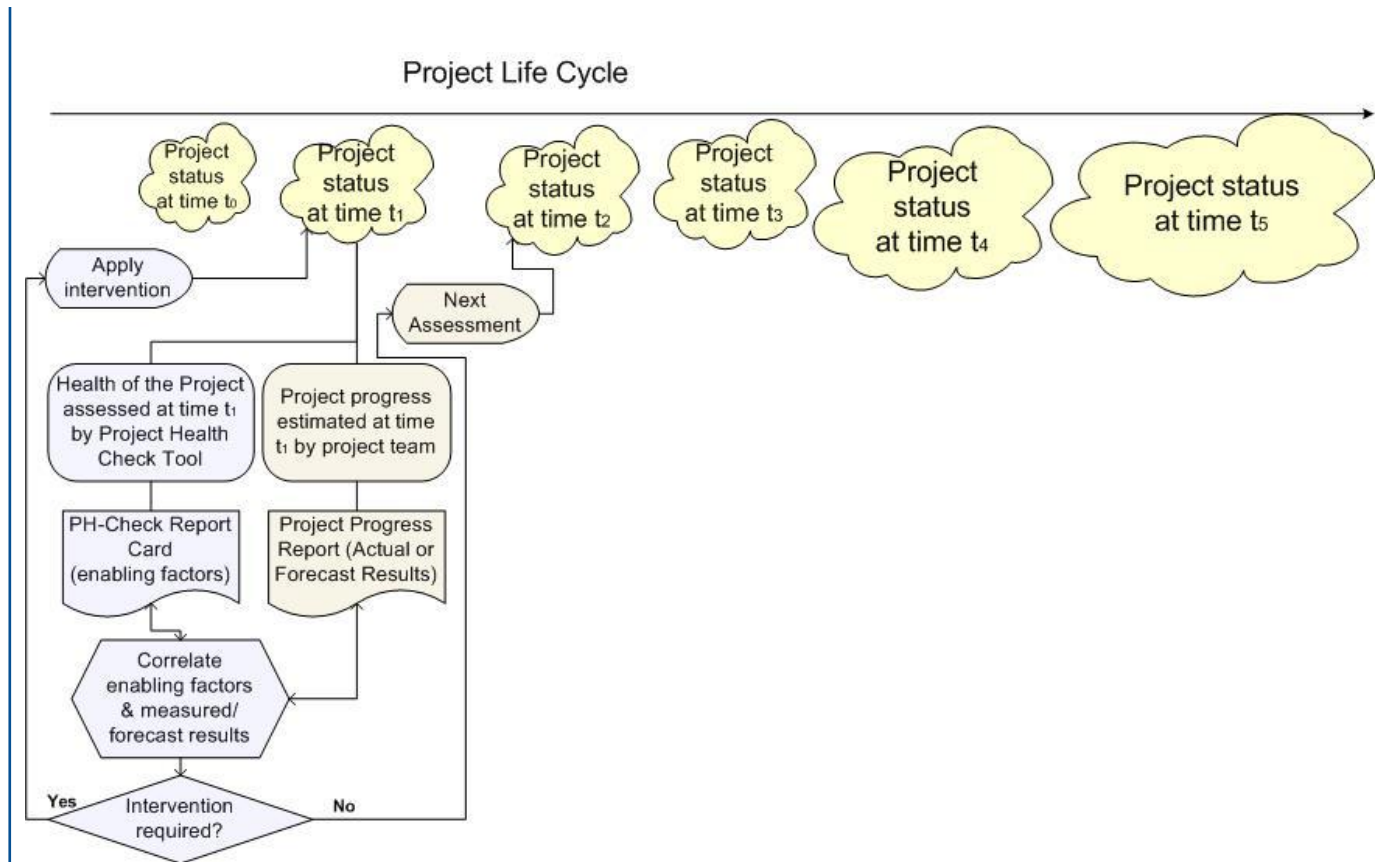 Project Life Cycle
Project
status
at time t₀
Project
status
at time t₁
Project
status
at time t₂
Project
status
at time t₃
Project
status
at time t₄
Project status
at time t₅
Apply
intervention
Next
Assessment
Health of the Project
assessed at time t₁
by Project Health
Check Tool
Project progress
estimated at time
t₁ by project team
PH-Check Report
Card
(enabling factors)
Project Progress
Report (Actual or
Forecast Results)
Correlate
enabling factors
& measured/
forecast results
Yes
Intervention
required?
No